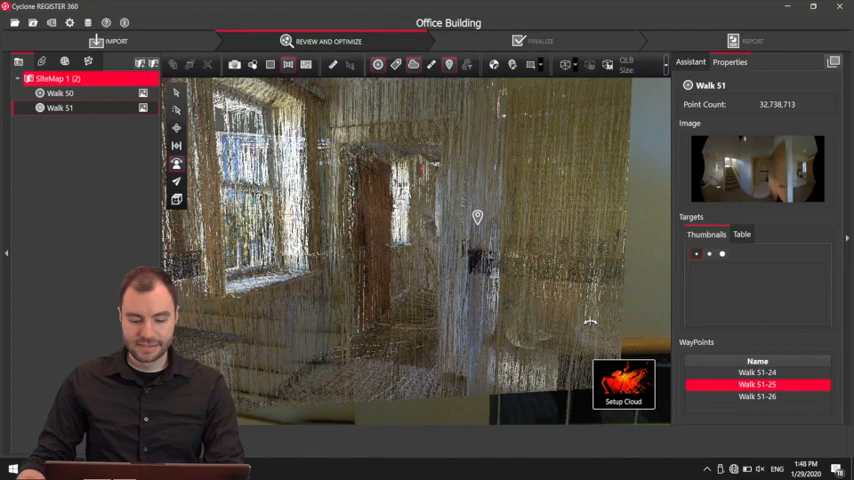 Cyclone REGISTER 360
Office Building
IMPORT
REVIEW AND OPTIMIZE
FINALIZE
REPORT
QLB
Size:
Assistant
Properties
SiteMap 1 (2)
Walk 50
Walk 51
Walk 51
Point Count:
32,738,713
Image
Targets
Thumbnails
Table
WayPoints
Name
Walk 51-24
Walk 51-25
Walk 51-26
Setup Cloud
ENG
1:48 PM
1/29/2020
18